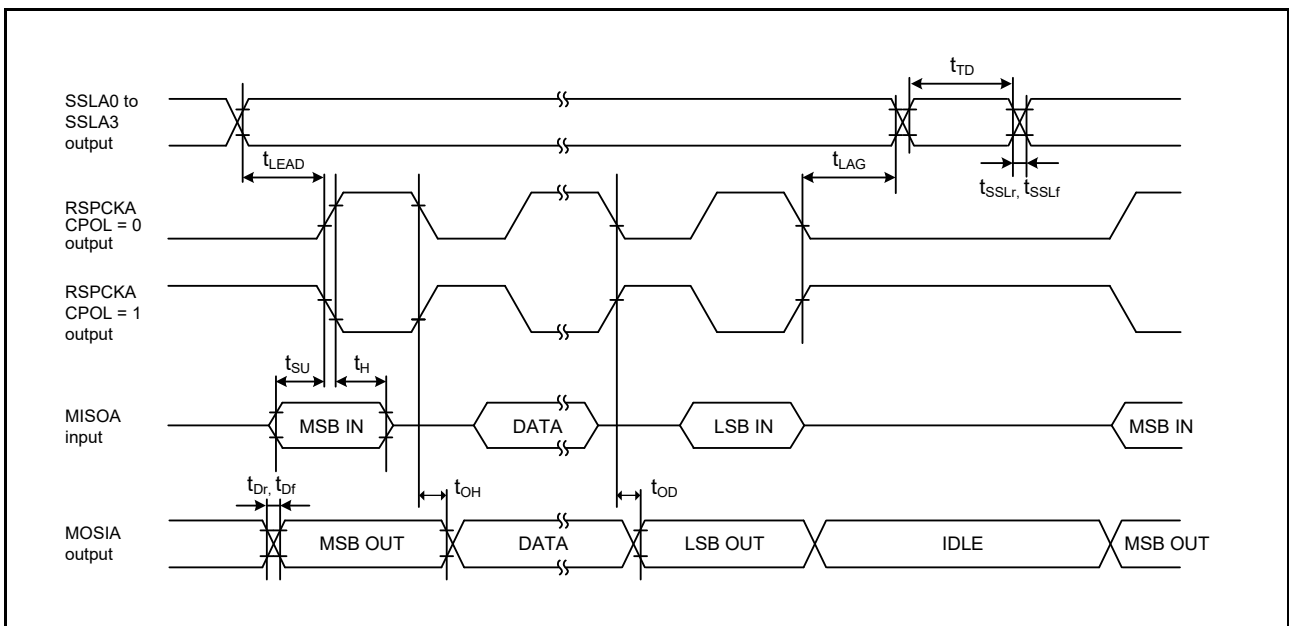 SSLA0 to
SSLA3
output
tTD
tLEAD
tLAG
tSSLr, tSSLf
RSPCKA
CPOL = 0
output
RSPCKA
CPOL = 1
output
tSU
tH
MISOA
input
MSB IN
DATA
LSB IN
MSB IN
tDr, tDf
tOH
tOD
MOSIA
output
MSB OUT
DATA
LSB OUT
IDLE
MSB OUT